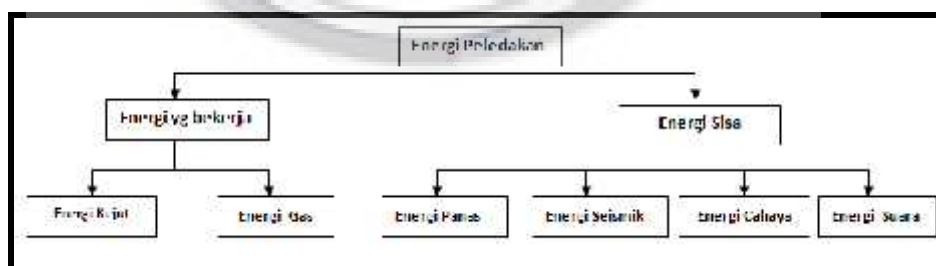 Energi Peledakan
Energi yg bekerja
Energi Sisa
Energi Kejut
Energi Gas
Energi Panas
Energi Seismik
Energi Cahaya
Energi Suara